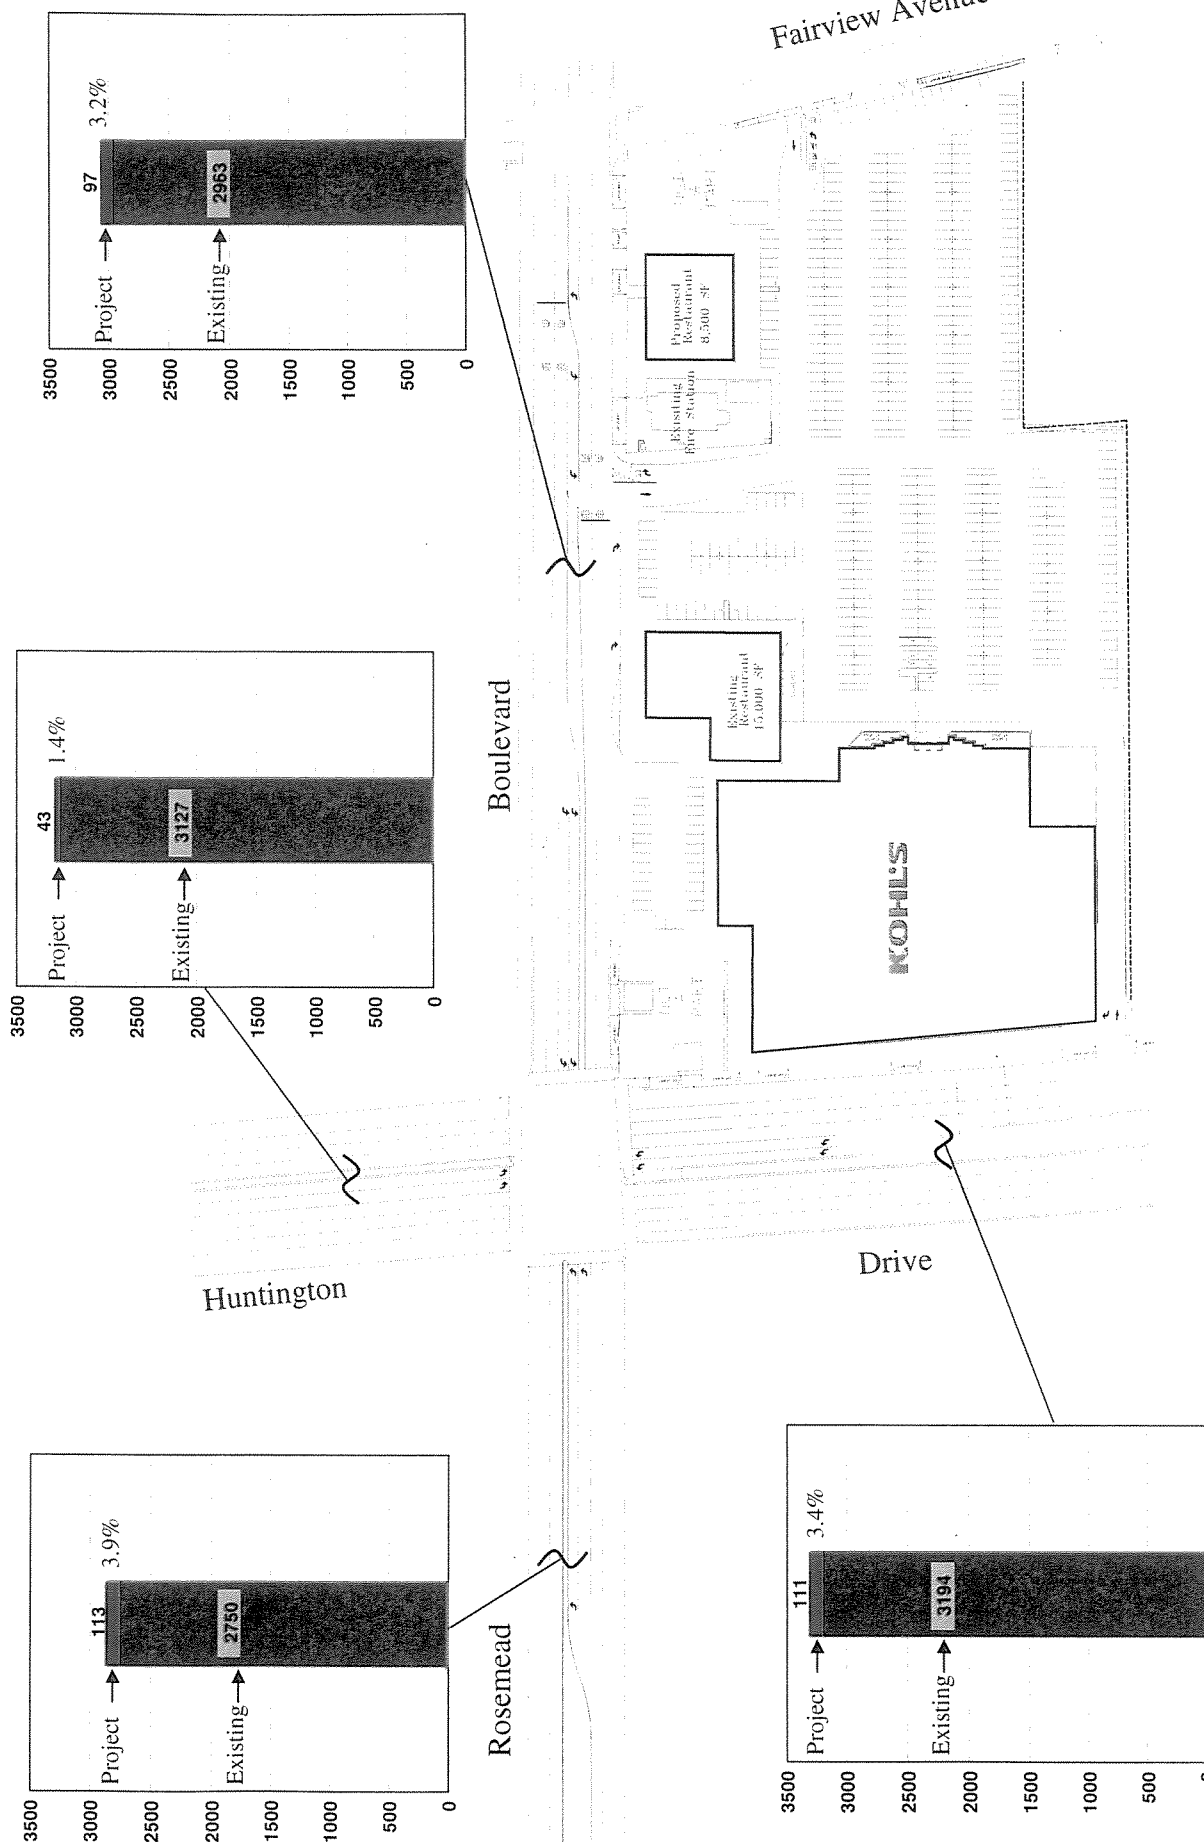 Fairview Avenue
3500
3000
2500
2000
1500
1000
500
0
Project
Existing
97
3.2%
2963
3500
3000
2500
2000
1500
1000
500
0
Project
Existing
43
1.4%
3127
Boulevard
Proposed
Restaurant
8,500 SF
Existing
Fire Station
Existing
Restaurant
15,000 SF
KOHL'S
Huntington
Drive
3500
3000
2500
2000
1500
1000
500
0
Project
Existing
113
3.9%
2750
Rosemead
3500
3000
2500
2000
1500
1000
500
Project
Existing
111
3.4%
3194